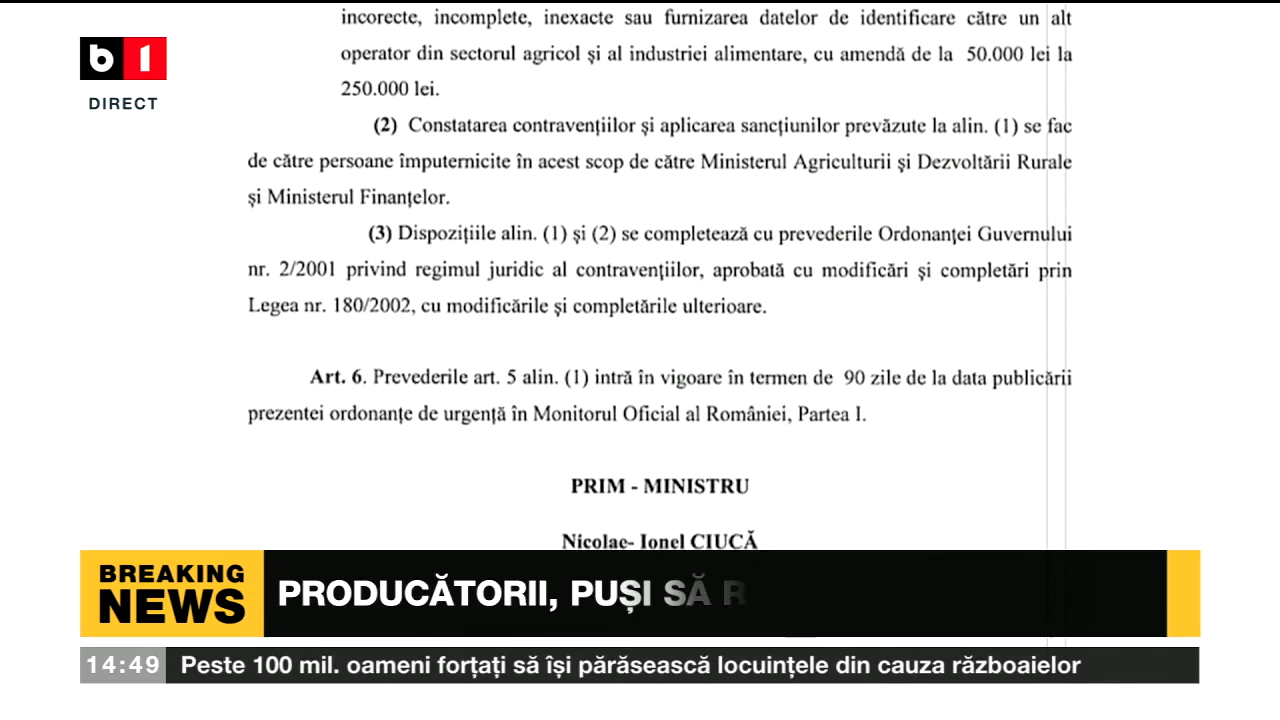 incorecte, incomplete, inexacte sau furnizarea datelor de identificare către un alt
operator din sectorul agricol și al industriei alimentare, cu amendă de la 50.000 lei la
250.000 lei.
(2) Constatarea contravențiilor și aplicarea sancțiunilor prevăzute la alin. (1) se fac
de către persoane împuternicite în acest scop de către Ministerul Agriculturii și Dezvoltării Rurale
și Ministerul Finanțelor.
(3) Dispozițiile alin. (1) și (2) se completează cu prevederile Ordonanței Guvernului
nr. 2/2001 privind regimul juridic al contravențiilor, aprobată cu modificări și completări prin
Legea nr. 180/2002, cu modificările și completările ulterioare.
Art. 6. Prevederile art. 5 alin. (1) intră în vigoare în termen de 90 zile de la data publicării
prezentei ordonanțe de urgență în Monitorul Oficial al României, Partea I.
PRIM - MINISTRU
Nicolae- Ionel CIUCĂ
b1
DIRECT
BREAKING
NEWS
PRODUCĂTORII, PUȘI SĂ R
14:49 Peste 100 mil. oameni forțați să își părăsească locuințele din cauza războaielor